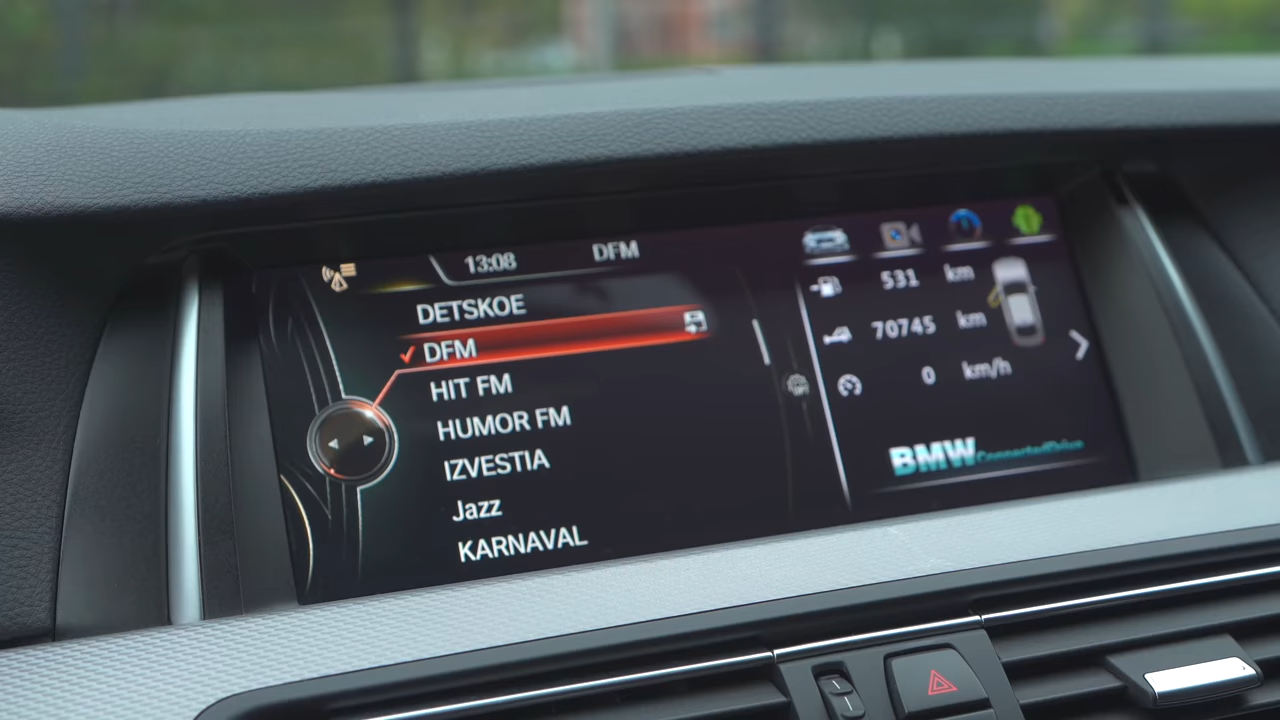 13:08 DFM
DETSKOE
DFM
HIT FM
HUMOR FM
IZVESTIA
Jazz
KARNAVAL
531 km
70745 km
0 km/h
BMW ConnectedDrive